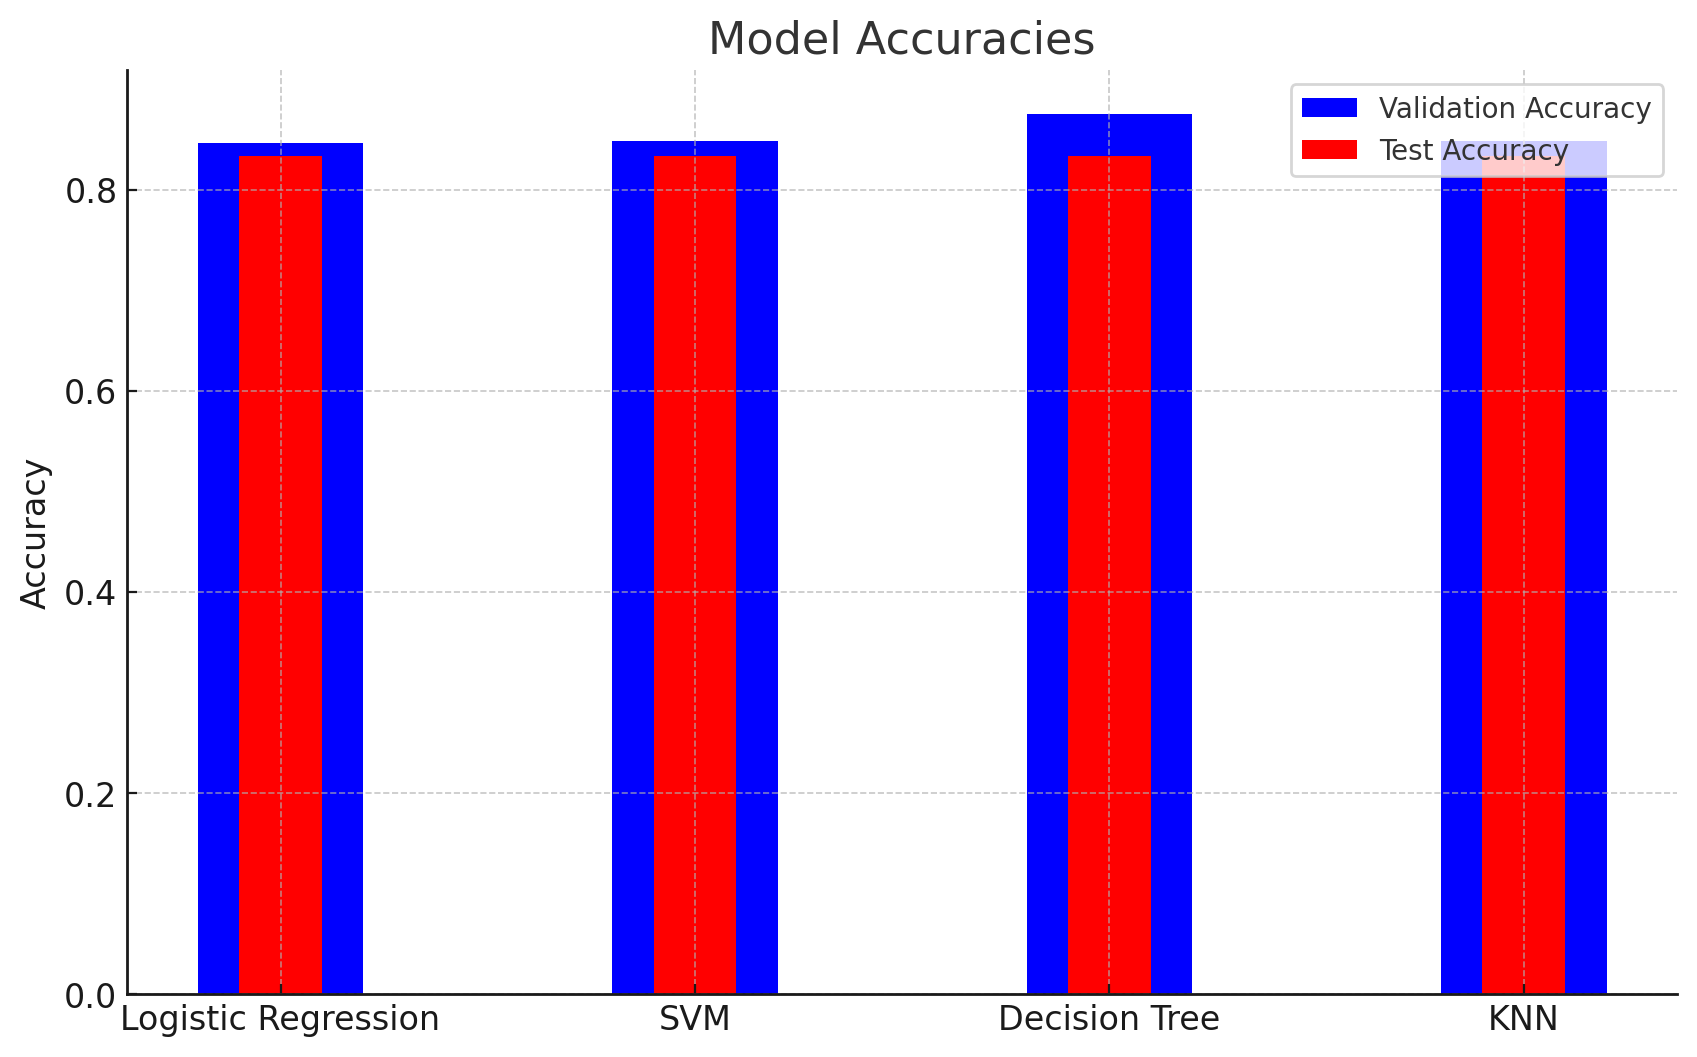 Model Accuracies
Validation Accuracy
Test Accuracy
Accuracy
0.8
0.6
0.4
0.2
0.0
Logistic Regression
SVM
Decision Tree
KNN